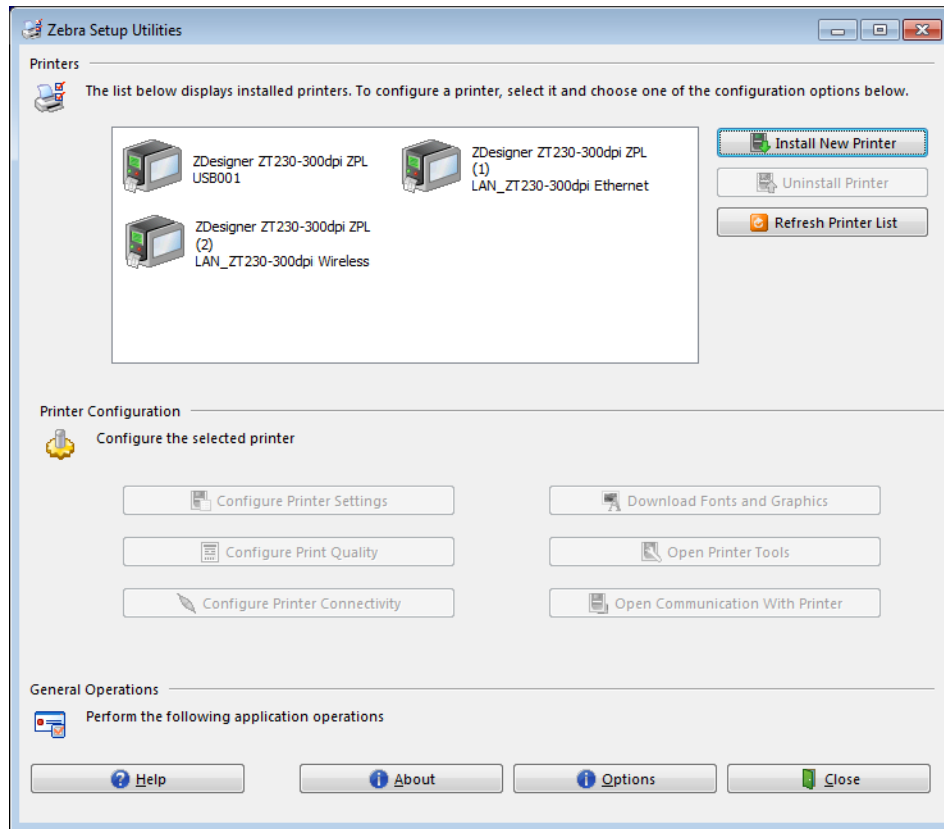 Zebra Setup Utilities
Printers
The list below displays installed printers. To configure a printer, select it and choose one of the configuration options below.
ZDesigner ZT230-300dpi ZPL
USB001
ZDesigner ZT230-300dpi ZPL
(1)
LAN_ZT230-300dpi Ethernet
ZDesigner ZT230-300dpi ZPL
(2)
LAN_ZT230-300dpi Wireless
Install New Printer
Uninstall Printer
Refresh Printer List
Printer Configuration
Configure the selected printer
Configure Printer Settings
Download Fonts and Graphics
Configure Print Quality
Open Printer Tools
Configure Printer Connectivity
Open Communication With Printer
General Operations
Perform the following application operations
Help
About
Options
Close